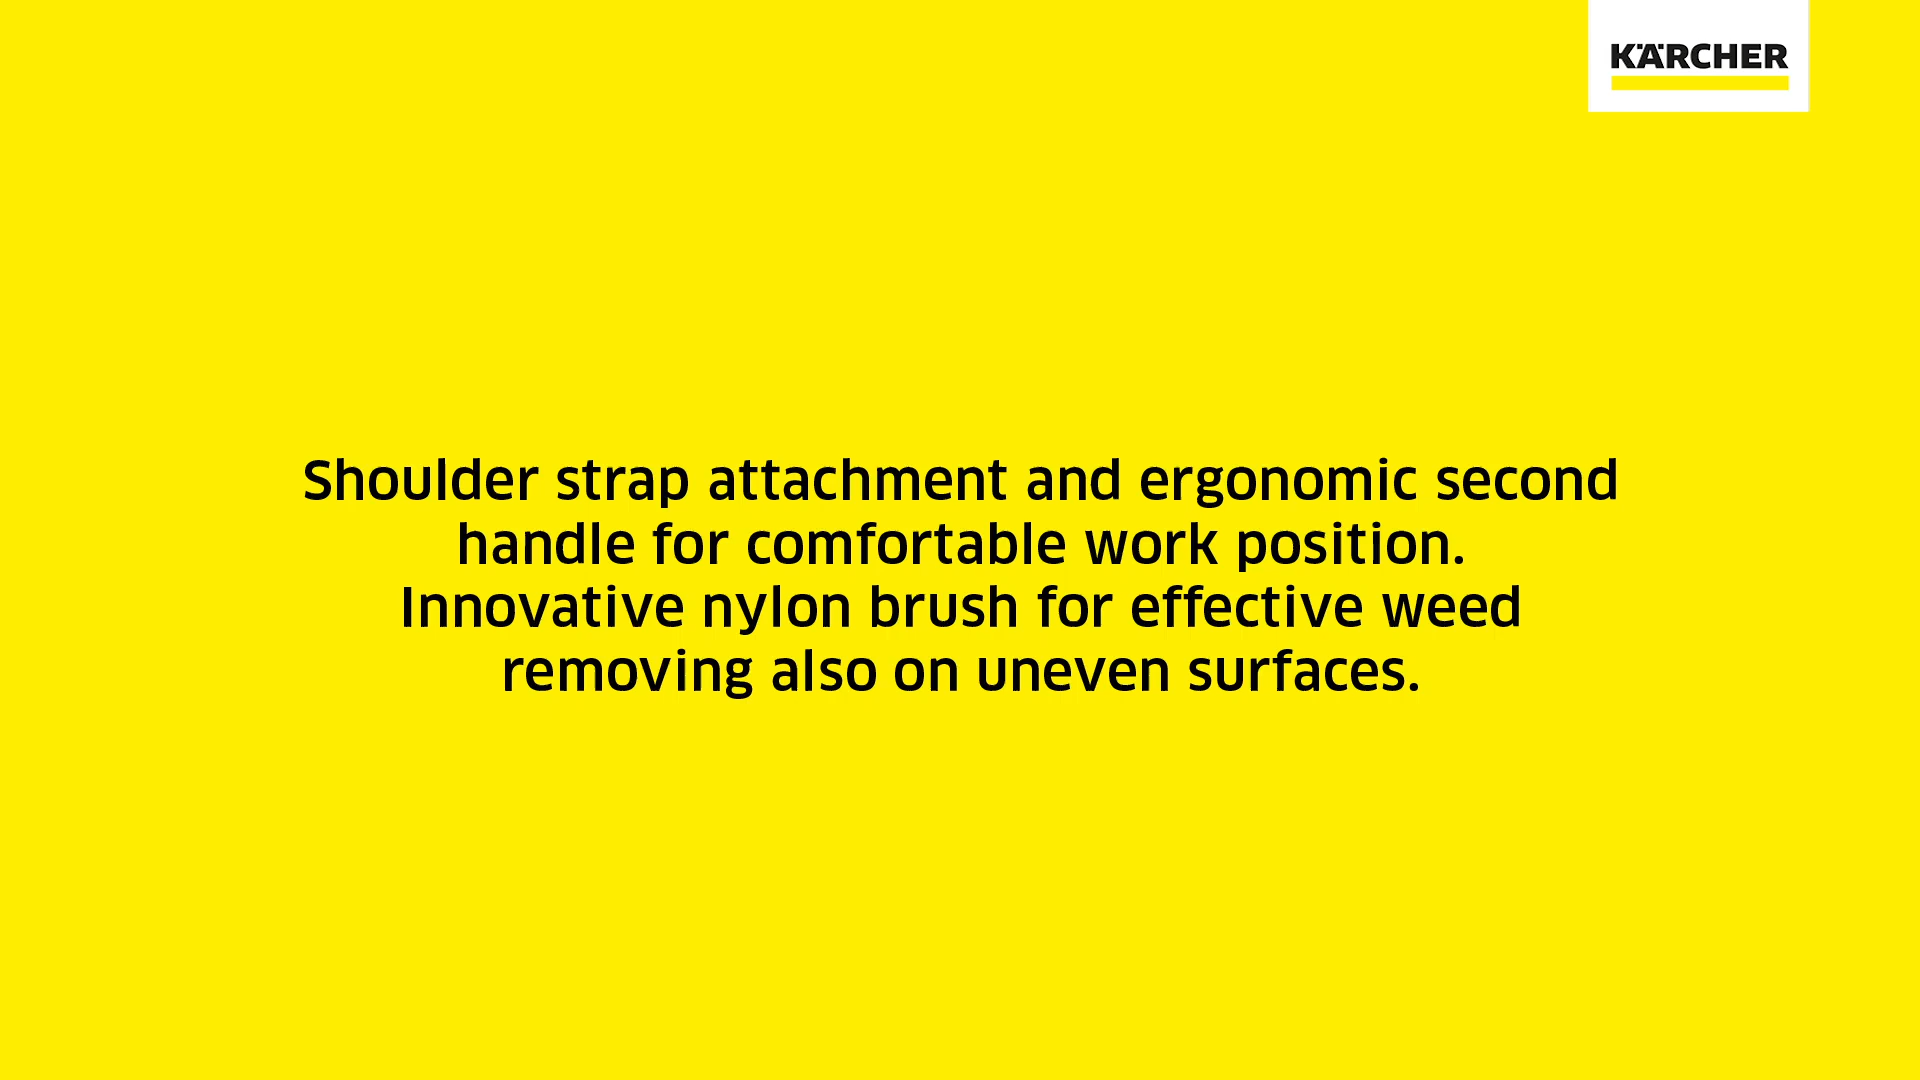 KÄRCHER
Shoulder strap attachment and ergonomic second
handle for comfortable work position.
Innovative nylon brush for effective weed
removing also on uneven surfaces.